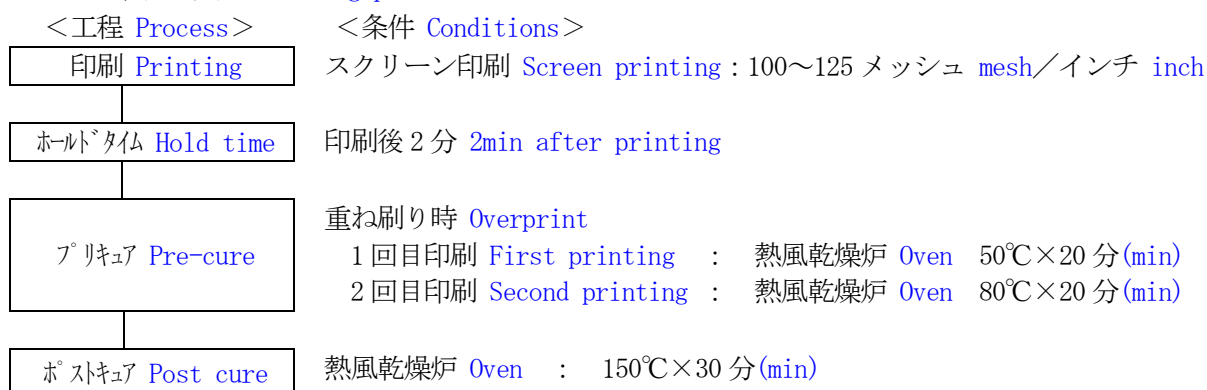 ＜工程 Process＞ ＜条件 Conditions＞
印刷 Printing スクリーン印刷 Screen printing：100～125 メッシュ mesh／インチ inch
ﾎｰﾙﾄﾞﾀｲﾑ Hold time 印刷後２分 2min after printing
重ね刷り時 Overprint
ﾌﾟﾘｷｭｱ Pre-cure １回目印刷 First printing ： 熱風乾燥炉 Oven 50℃×20 分(min)
２回目印刷 Second printing ： 熱風乾燥炉 Oven 80℃×20 分(min)
ﾎﾟｽﾄｷｭｱ Post cure 熱風乾燥炉 Oven ： 150℃×30 分(min)